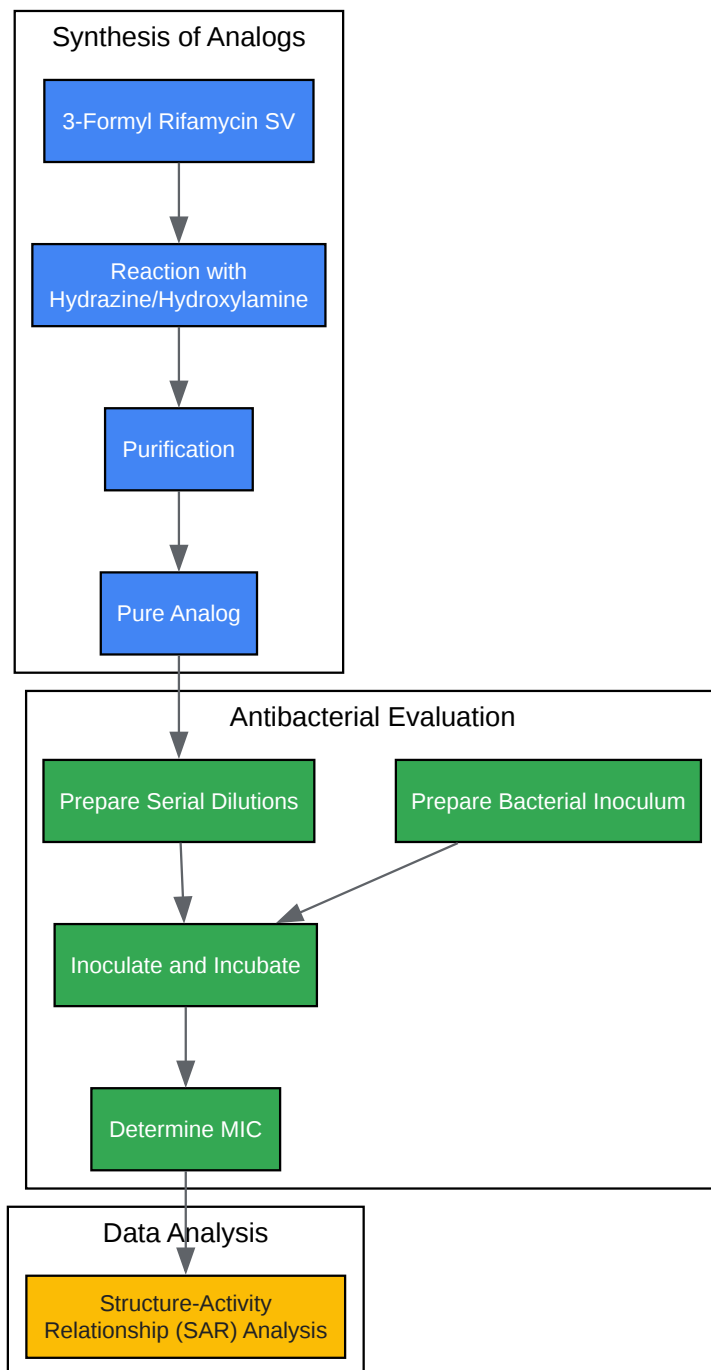 Synthesis of Analogs
3-Formyl Rifamycin SV
Reaction with
Hydrazine/Hydroxylamine
Purification
Pure Analog
Antibacterial Evaluation
Prepare Serial Dilutions
Prepare Bacterial Inoculum
Inoculate and Incubate
Determine MIC
Data Analysis
Structure-Activity
Relationship (SAR) Analysis